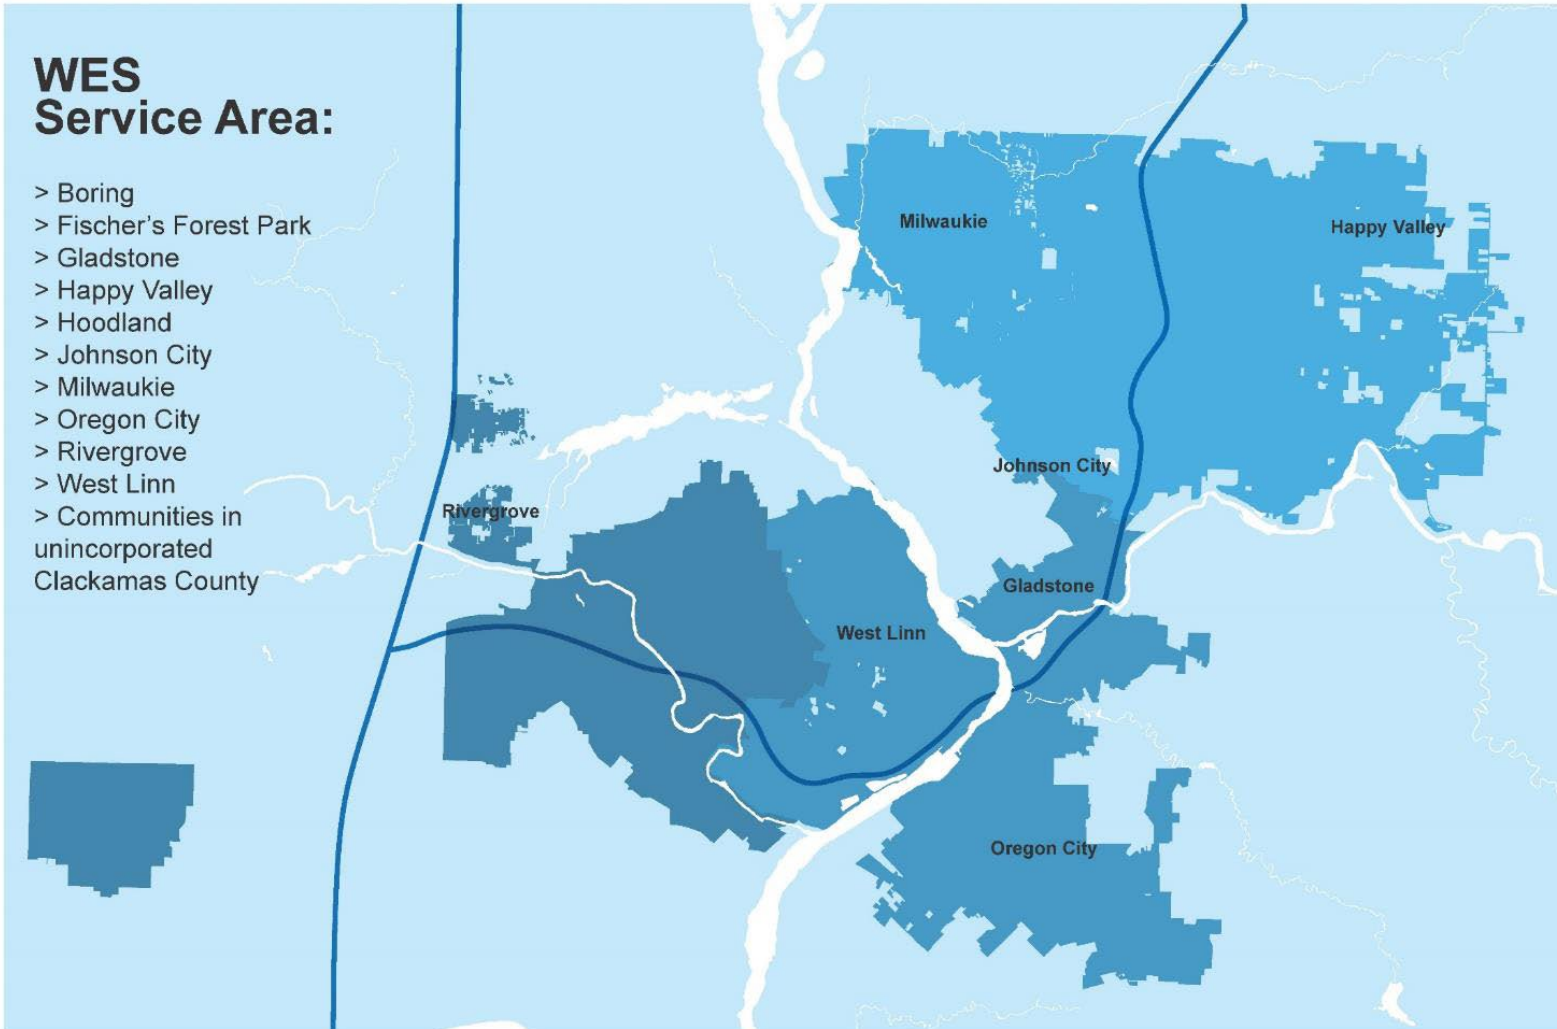 WES
Service Area:
> Boring
> Fischer's Forest Park
> Gladstone
> Happy Valley
> Hoodland
> Johnson City
> Milwaukie
> Oregon City
> Rivergrove
> West Linn
> Communities in
unincorporated
Clackamas County
Milwaukie
Happy Valley
Johnson City
Rivergrove
Gladstone
West Linn
Oregon City